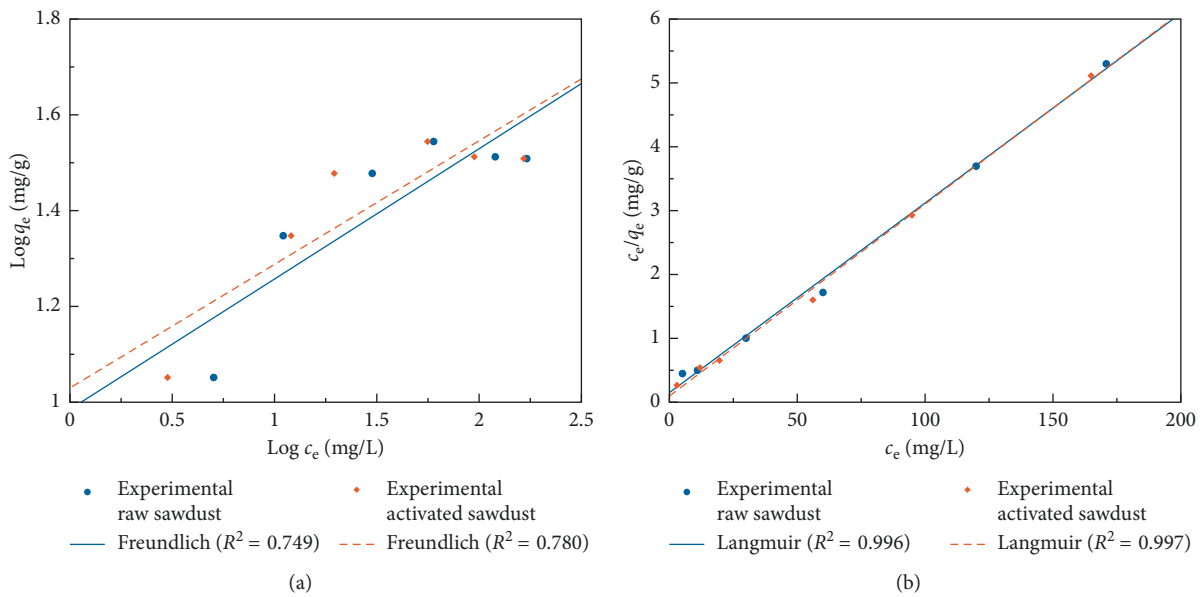 1.8
1.6
1.4
1.2
1
0
0.5
1
1.5
2
2.5
Log qe (mg/g)
Log ce (mg/L)
Experimental
raw sawdust
Freundlich (R² = 0.749)
Experimental
activated sawdust
Freundlich (R² = 0.780)
(a)
6
5
4
3
2
1
0
0
50
100
150
200
ce/qe (mg/g)
ce (mg/L)
Experimental
raw sawdust
Langmuir (R² = 0.996)
Experimental
activated sawdust
Langmuir (R² = 0.997)
(b)